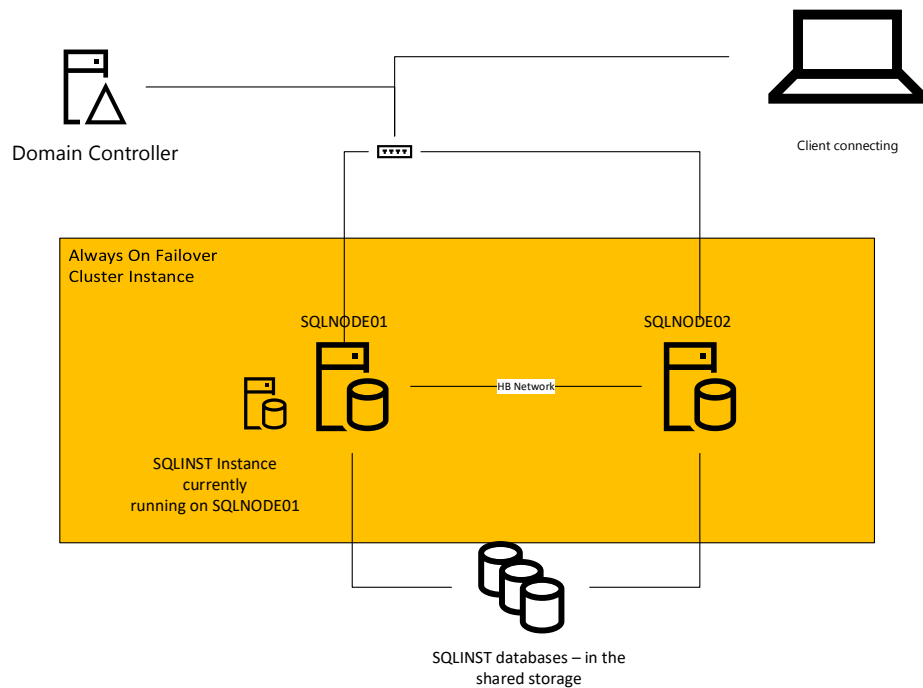 Domain Controller
Client connecting
Always On Failover
Cluster Instance
SQLNODE01
SQLNODE02
HB Network
SQLINST Instance
currently
running on SQLNODE01
SQLINST databases – in the
shared storage